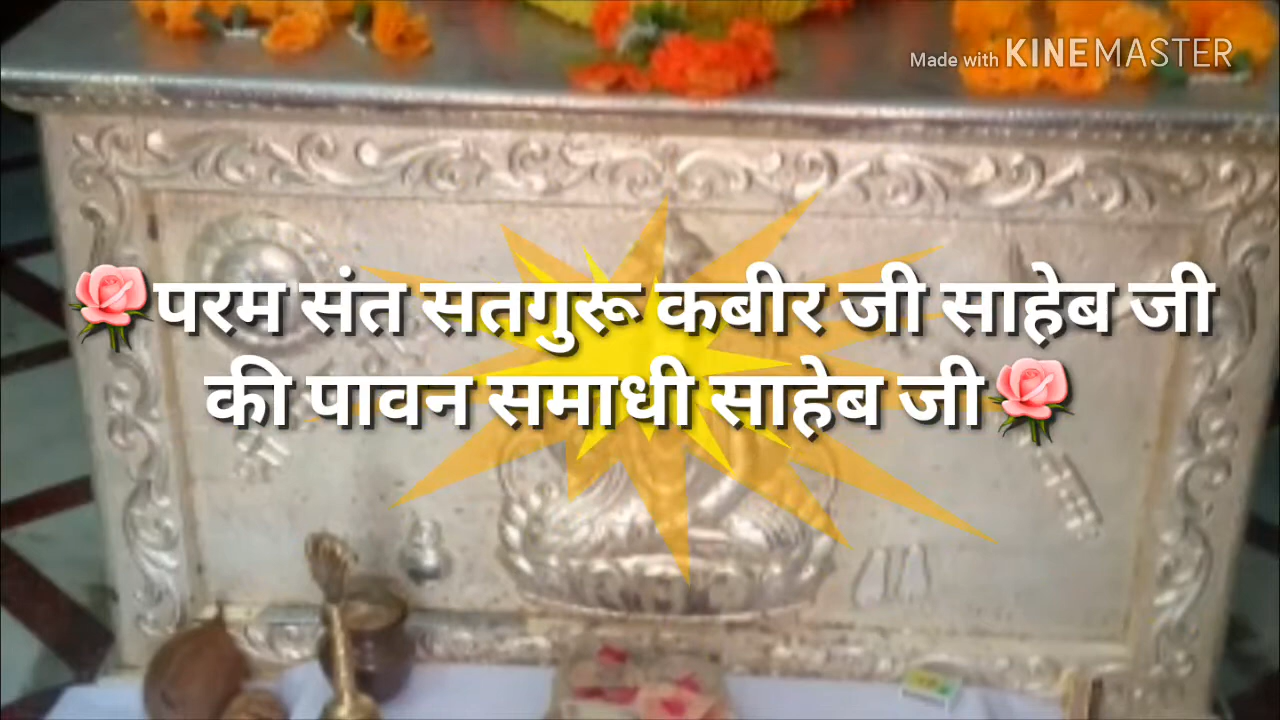 Made with KINEMASTER
🌹परम संत सतगुरू कबीर जी साहेब जी
की पावन समाधी साहेब जी🌹